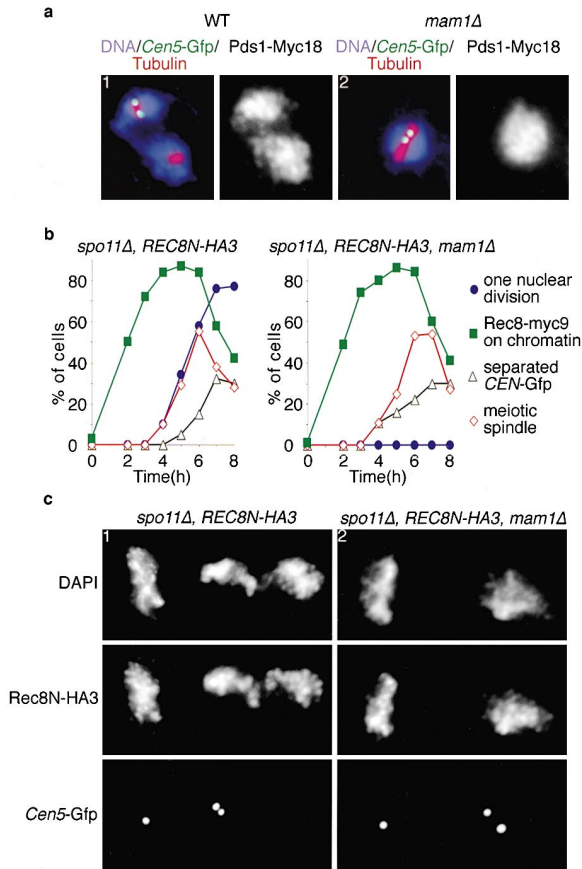 a
WT
mam1Δ
DNA/Cen5-Gfp/
Tubulin
Pds1-Myc18
DNA/Cen5-Gfp/
Tubulin
Pds1-Myc18
1
2
b
spo11Δ, REC8N-HA3
spo11Δ, REC8N-HA3, mam1Δ
% of cells
80
60
40
20
0
0 2 4 6 8
Time(h)
% of cells
80
60
40
20
0
0 2 4 6 8
Time(h)
one nuclear
division
Rec8-myc9
on chromatin
separated
CEN-Gfp
meiotic
spindle
c
spo11Δ, REC8N-HA3
spo11Δ, REC8N-HA3, mam1Δ
1
2
DAPI
Rec8N-HA3
Cen5-Gfp